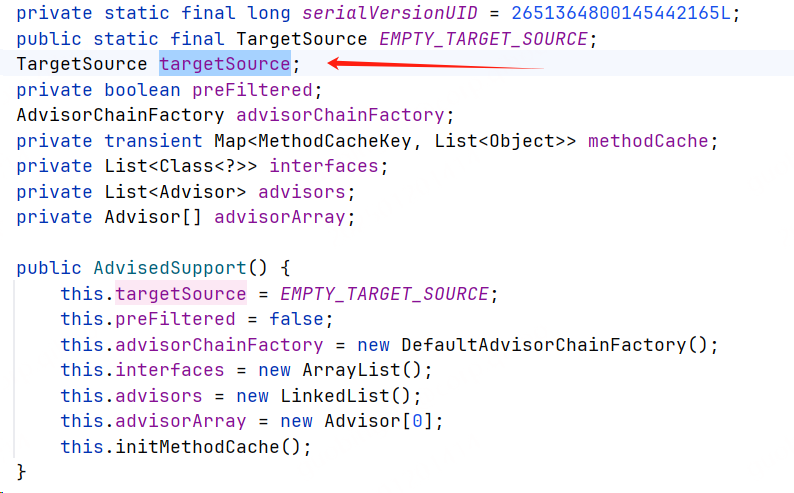 private static final long serialVersionUID = 2651364800145442165L;
public static final TargetSource EMPTY_TARGET_SOURCE;
TargetSource targetSource;
private boolean preFiltered;
AdvisorChainFactory advisorChainFactory;
private transient Map<MethodCacheKey, List<Object>> methodCache;
private List<Class<?>> interfaces;
private List<Advisor> advisors;
private Advisor[] advisorArray;
public AdvisedSupport() {
this.targetSource = EMPTY_TARGET_SOURCE;
this.preFiltered = false;
this.advisorChainFactory = new DefaultAdvisorChainFactory();
this.interfaces = new ArrayList();
this.advisors = new LinkedList();
this.advisorArray = new Advisor[0];
this.initMethodCache();
}